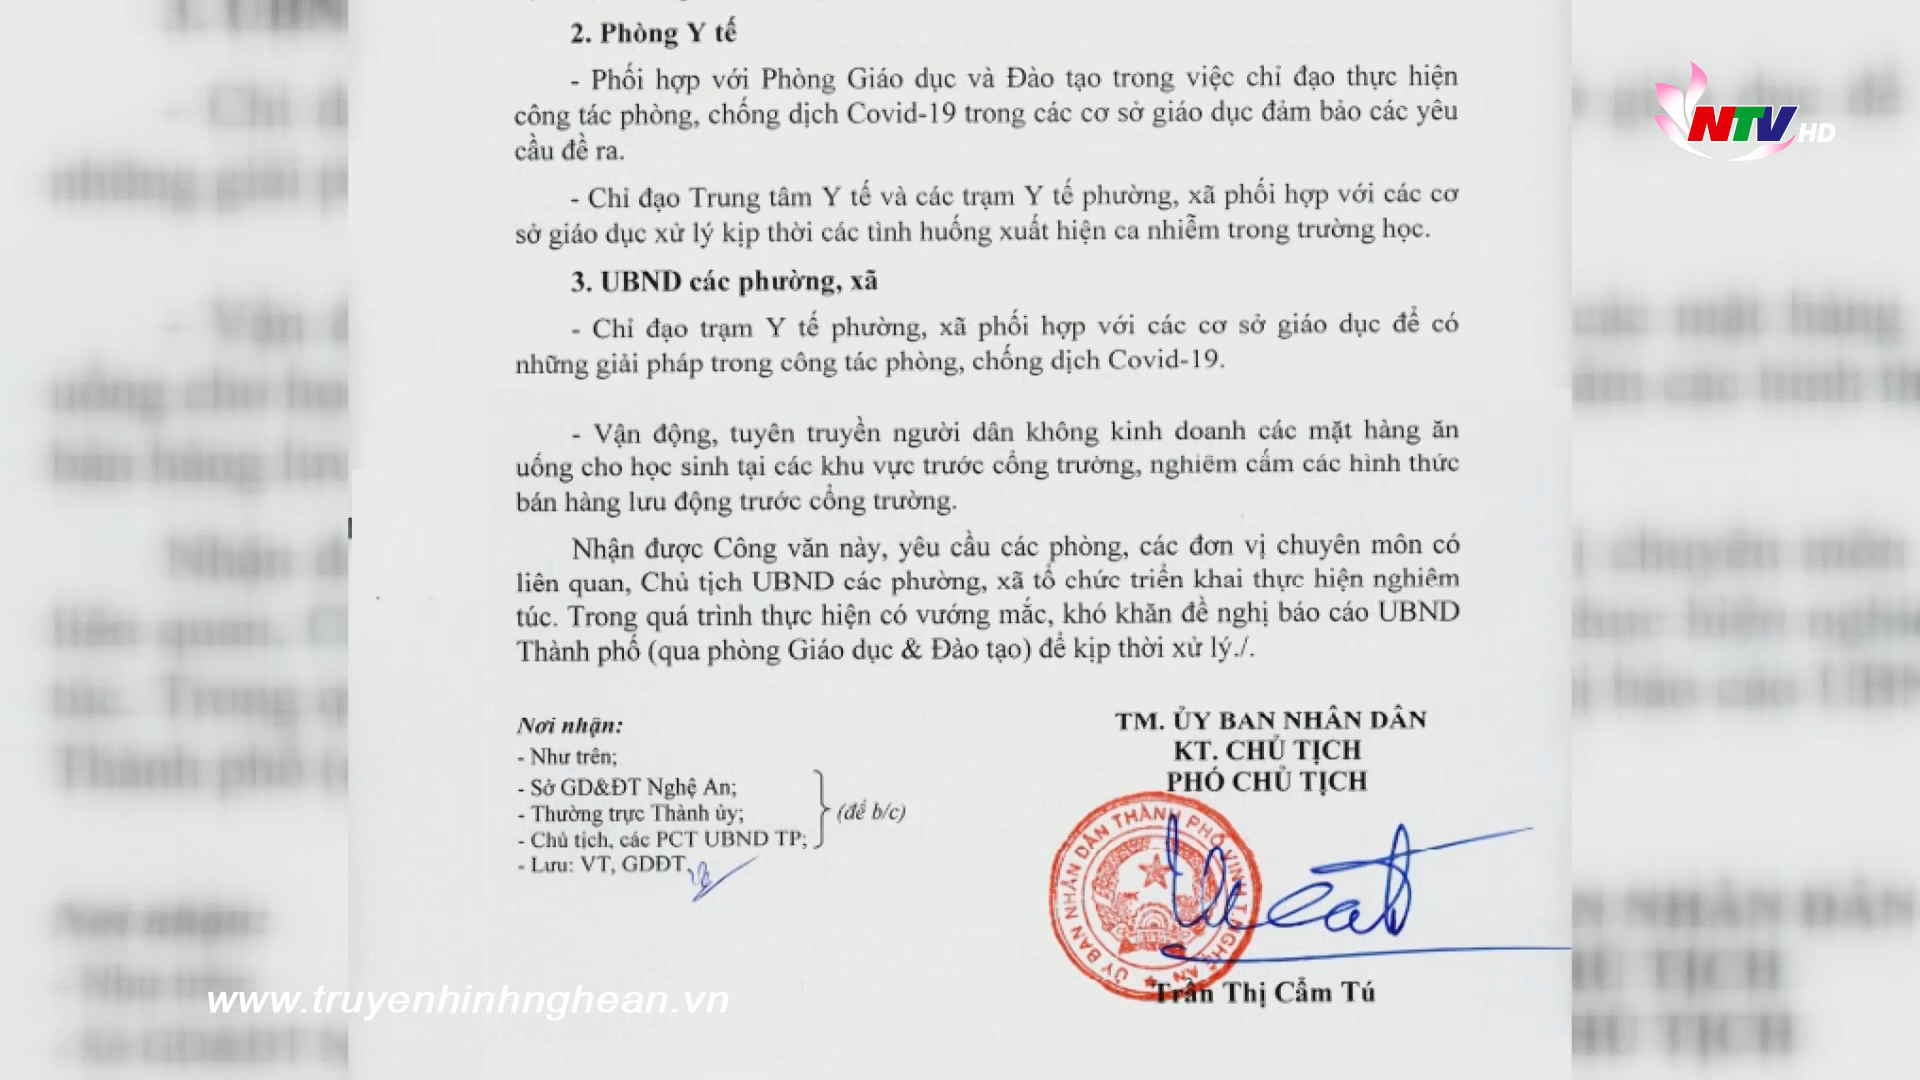 2. Phòng Y tế
- Phối hợp với Phòng Giáo dục và Đào tạo trong việc chỉ đạo thực hiện
công tác phòng, chống dịch Covid-19 trong các cơ sở giáo dục đảm bảo các yêu
cầu đề ra.
- Chỉ đạo Trung tâm Y tế và các trạm Y tế phường, xã phối hợp với các cơ
sở giáo dục xử lý kịp thời các tình huống xuất hiện ca nhiễm trong trường học.
3. UBND các phường, xã
- Chỉ đạo trạm Y tế phường, xã phối hợp với các cơ sở giáo dục để có
những giải pháp trong công tác phòng, chống dịch Covid-19.
- Vận động, tuyên truyền người dân không kinh doanh các mặt hàng ăn
uống cho học sinh tại các khu vực trước cổng trường, nghiêm cấm các hình thức
bán hàng lưu động trước cổng trường.
Nhận được Công văn này, yêu cầu các phòng, các đơn vị chuyên môn có
liên quan, Chủ tịch UBND các phường, xã tổ chức triển khai thực hiện nghiêm
túc. Trong quá trình thực hiện có vướng mắc, khó khăn đề nghị báo cáo UBND
Thành phố (qua phòng Giáo dục & Đào tạo) để kịp thời xử lý./.
Nơi nhận:
- Như trên;
- Sở GD&ĐT Nghệ An;
- Thường trực Thành ủy;
- Chủ tịch, các PCT UBND TP;
(để b/c)
- Lưu: VT, GDĐT.
TM. ỦY BAN NHÂN DÂN
KT. CHỦ TỊCH
PHÓ CHỦ TỊCH
ỦY BAN NHÂN DÂN THÀNH PHỐ VINH T.NGHỆ AN
Trần Thị Cẩm Tú
NTV HD
www.truyenhinhnghean.vn